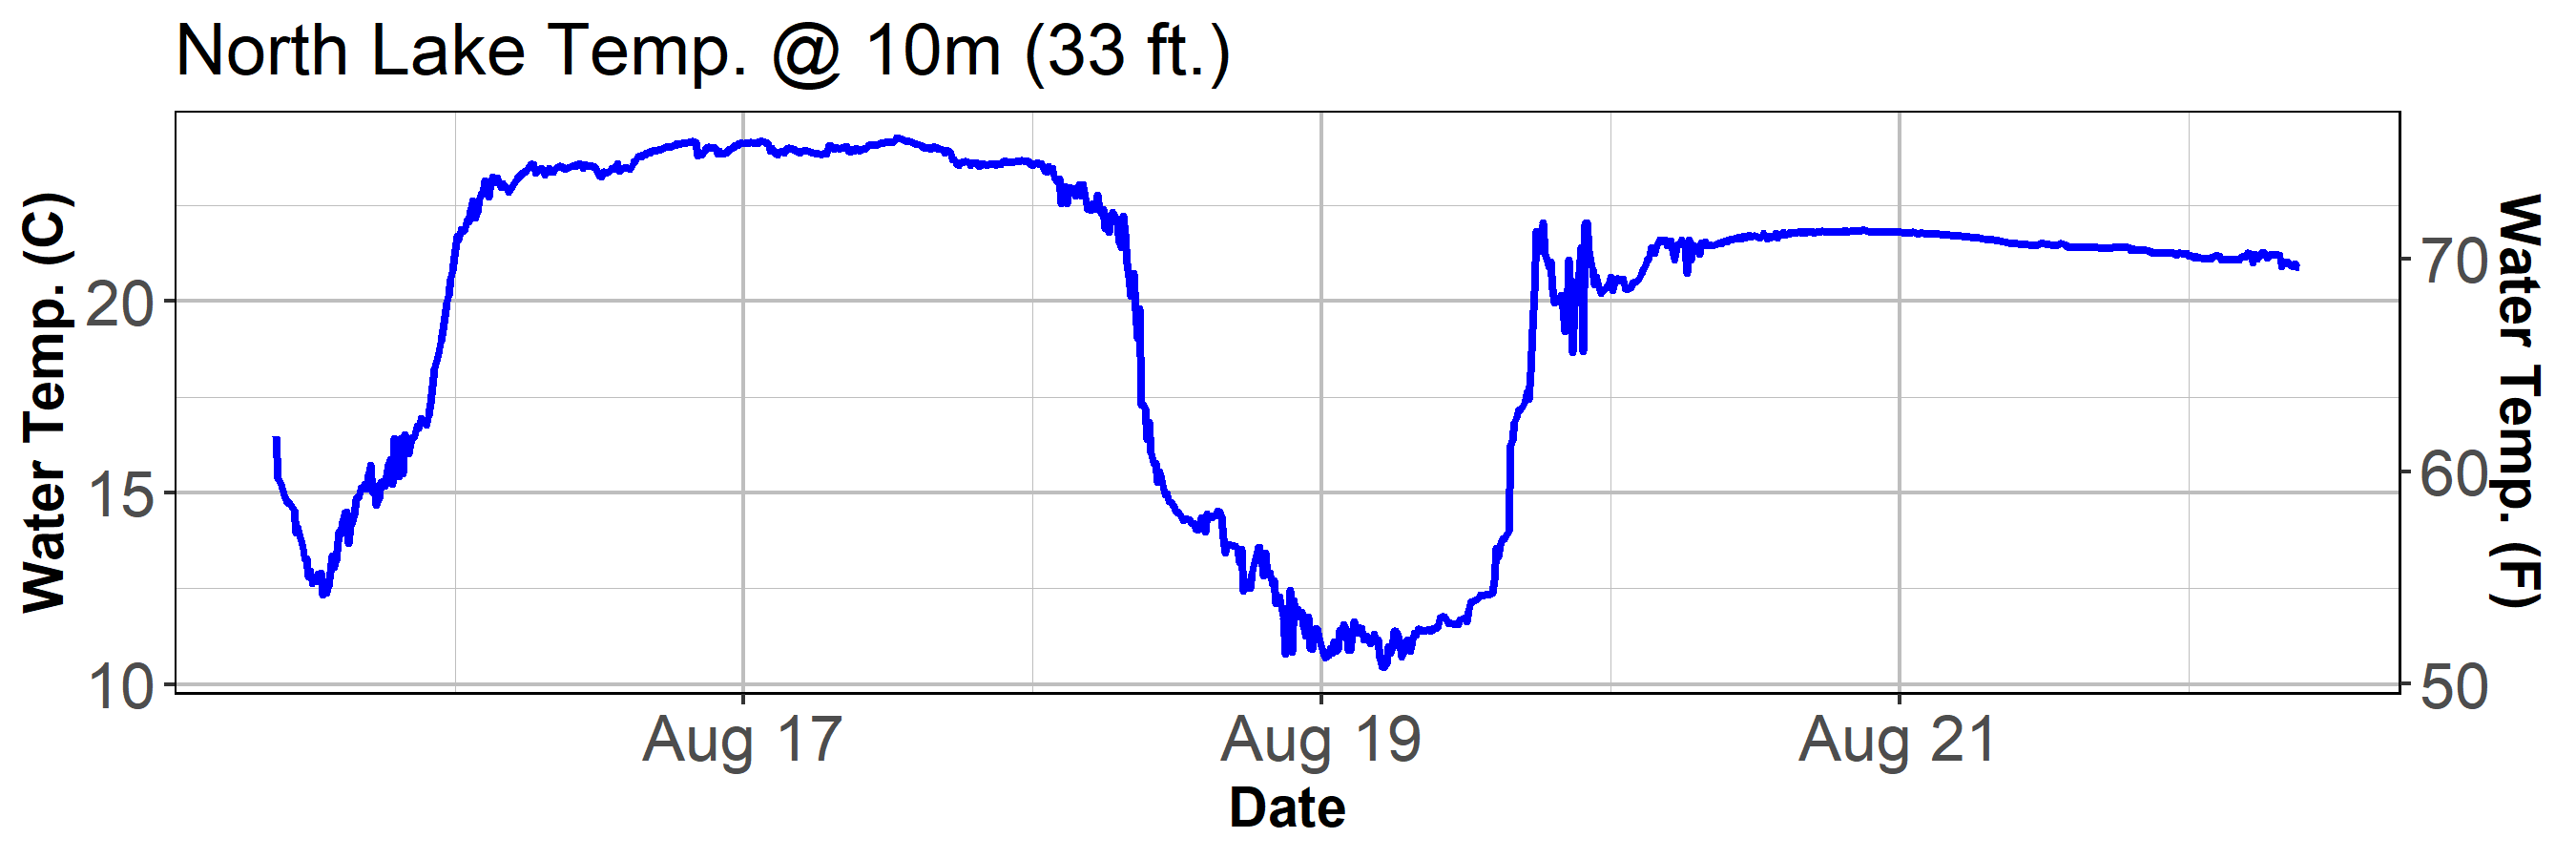 North Lake Temp. @ 10m (33 ft.)
Water Temp. (C)
20
15
10
70
60
50
Water Temp. (F)
Aug 17
Aug 19
Aug 21
Date